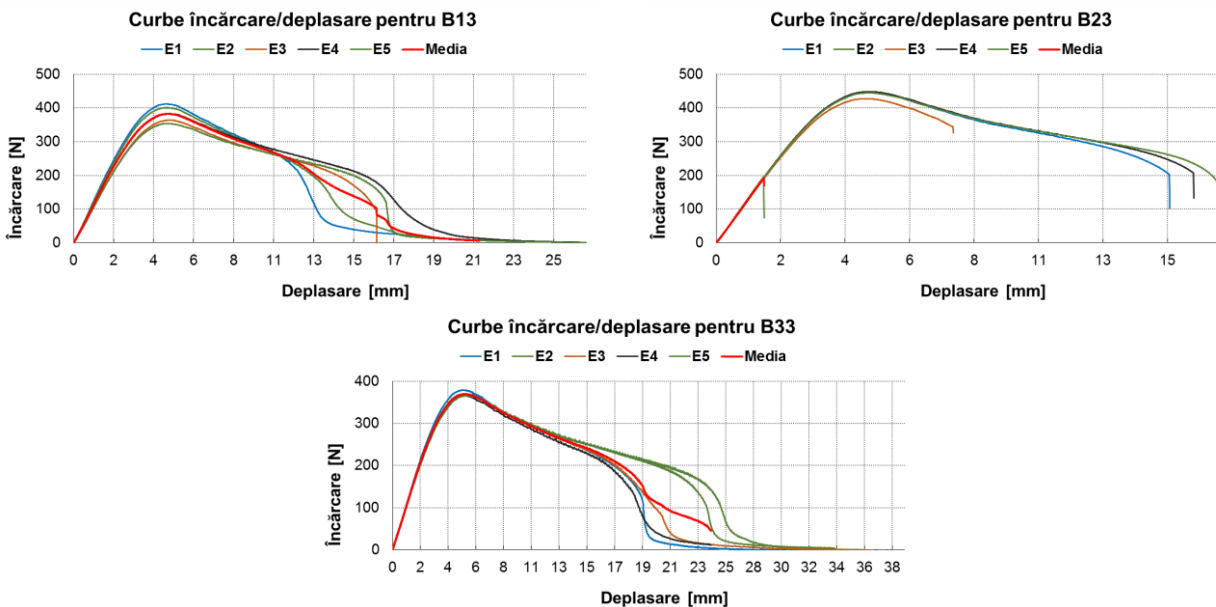 Curbe încărcare/deplasare pentru B13
E1 E2 E3 E4 E5 Media
500
400
300
200
100
0
Încărcare [N]
0 2 4 6 8 11 13 15 17 19 21 23 25
Deplasare [mm]
Curbe încărcare/deplasare pentru B23
E1 E2 E3 E4 E5 Media
500
400
300
200
100
0
Încărcare [N]
0 2 4 6 8 11 13 15
Deplasare [mm]
Curbe încărcare/deplasare pentru B33
E1 E2 E3 E4 E5 Media
400
300
200
100
0
Încărcare [N]
0 2 4 6 8 11 13 15 17 19 21 23 25 28 30 32 34 36 38
Deplasare [mm]